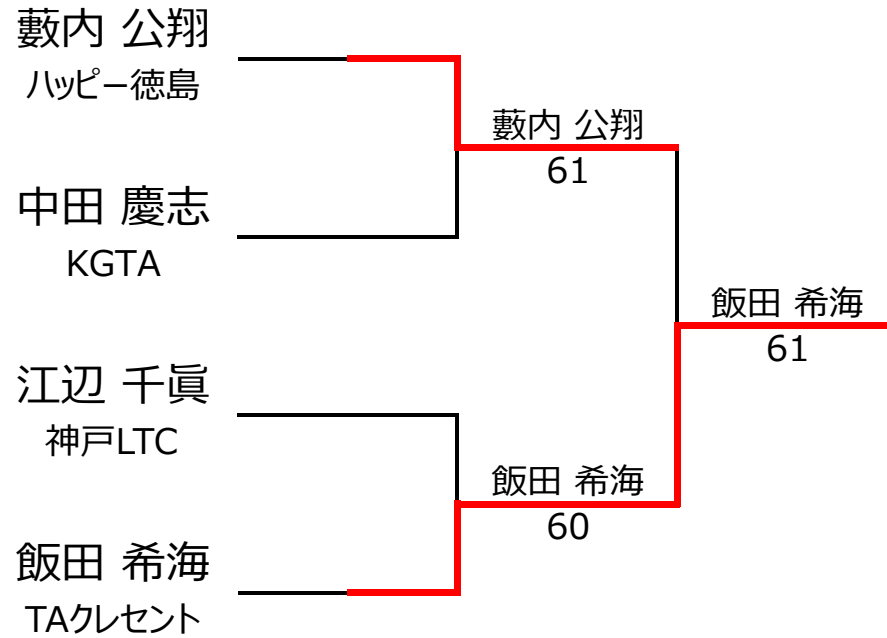 藪内 公翔
ハッピー徳島
藪内 公翔
61
中田 慶志
KGTA
飯田 希海
61
江辺 千眞
神戸LTC
飯田 希海
60
飯田 希海
TAクレセント